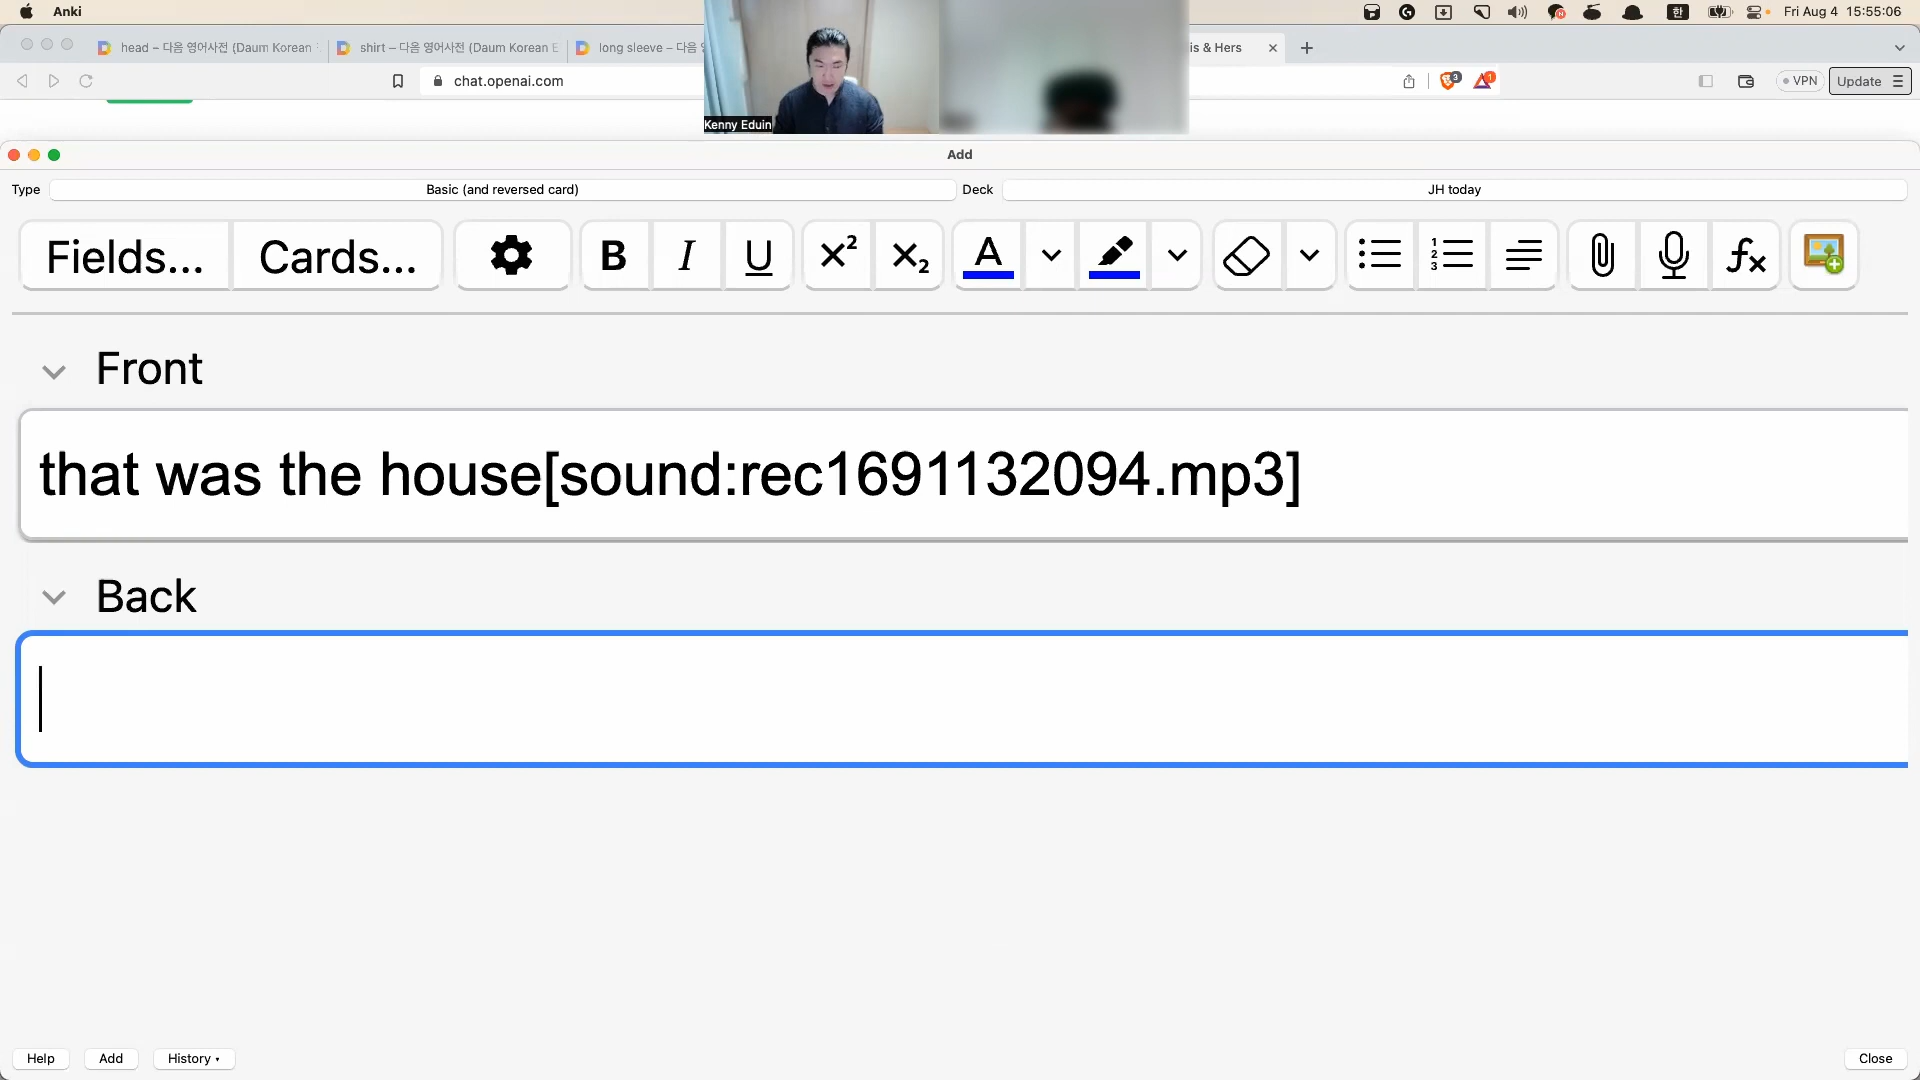 Anki
Fri Aug 4 15:55:06
head – 다음 영어사전 (Daum Korean
shirt – 다음 영어사전 (Daum Korean E
long sleeve – 다음
is & Hers
chat.openai.com
VPN
Update
Kenny Eduin
Add
Type
Basic (and reversed card)
Deck
JH today
Fields...
Cards...
B I U
Front
that was the house[sound:rec1691132094.mp3]
Back
Help
Add
History
Close